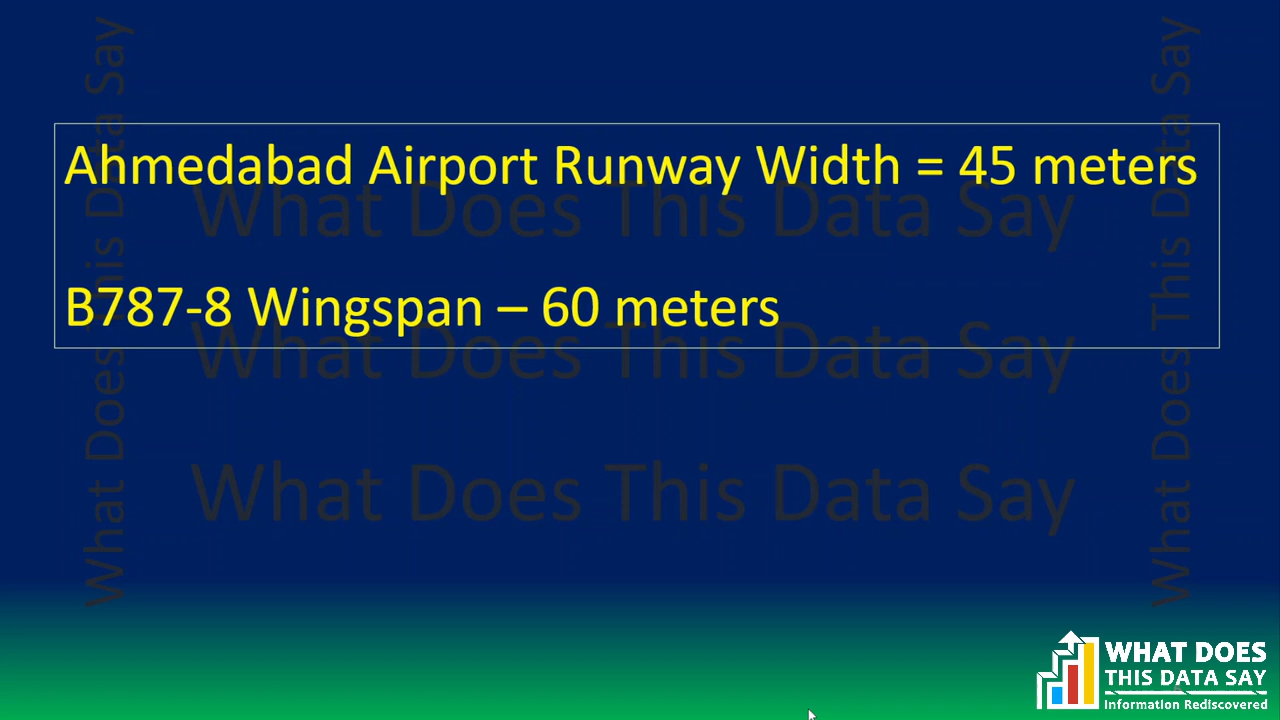 Ahmedabad Airport Runway Width = 45 meters
B787-8 Wingspan – 60 meters
What Does This Data Say
What Does This Data Say
What Does This Data Say
What Does This Data Say
What Does This Data Say
WHAT DOES
THIS DATA SAY
Information Rediscovered